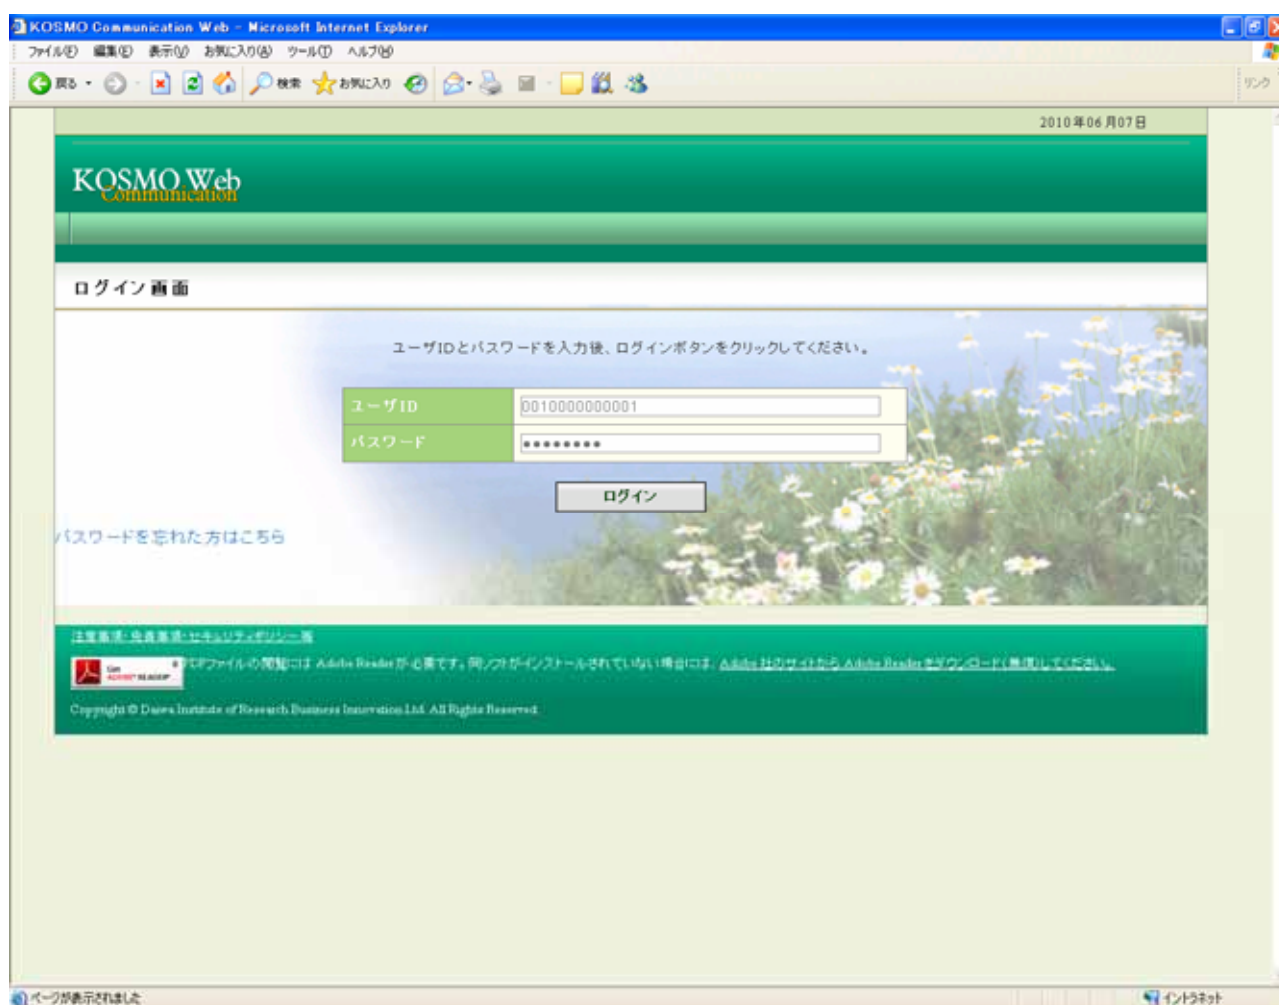 KOSMO Communication Web - Microsoft Internet Explorer
ファイル(F) 編集(E) 表示(V) お気に入り(A) ツール(T) ヘルプ(H)
戻る 検索 お気に入り リンク
2010年06月07日
KOSMO Web
Communication
ログイン画面
ユーザIDとパスワードを入力後、ログインボタンをクリックしてください。
ユーザID 0010000000001
パスワード ●●●●●●●●
ログイン
パスワードを忘れた方はこちら
注意事項・免責事項・セキュリティポリシー等
Get ADOBE READER PDFファイルの閲覧には Adobe Reader が必要です。同ソフトがインストールされていない場合には、Adobe 社のサイトから Adobe Reader をダウンロード(無償)してください。
Copyright © Daiwa Institute of Research Business Innovation Ltd. All Rights Reserved.
ページが表示されました イントラネット